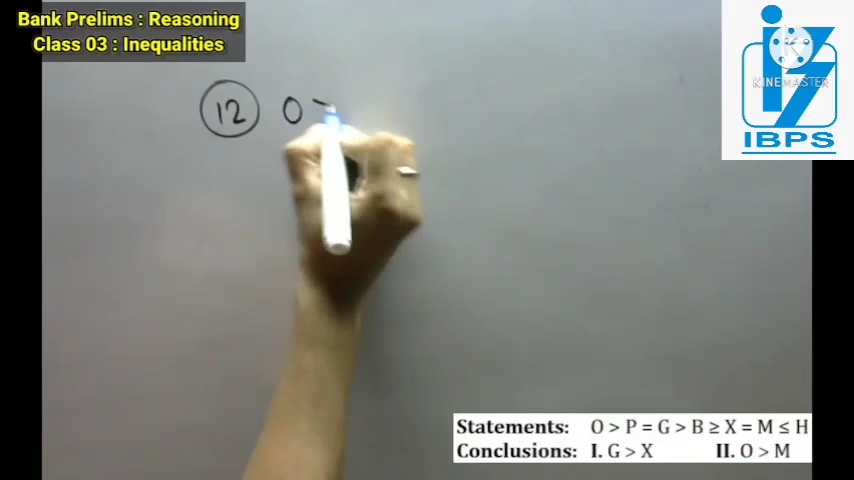 Bank Prelims : Reasoning
Class 03 : Inequalities
KINEMASTER
IBPS
12 O >
Statements: O > P = G > B ≥ X = M ≤ H
Conclusions: I. G > X II. O > M